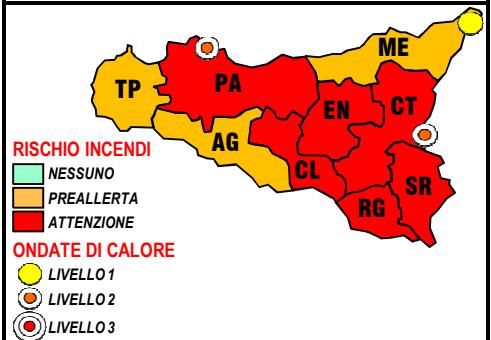 ME
TP
PA
EN
CT
AG
CL
SR
RG
RISCHIO INCENDI
NESSUNO
PREALLERTA
ATTENZIONE
ONDATE DI CALORE
LIVELLO 1
LIVELLO 2
LIVELLO 3